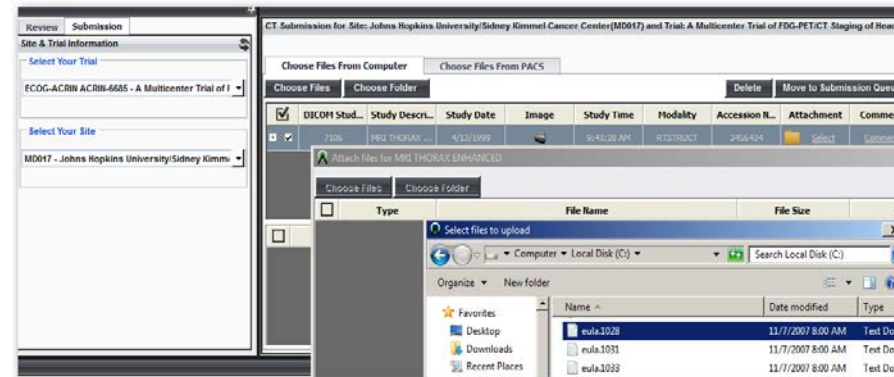 Review Submission
Site & Trial Information
Select Your Trial
ECOG-ACRIN ACRIN-6685 - A Multicenter Trial of F
Select Your Site
MD017 - Johns Hopkins University/Sidney Kimm
CT Submission for Site: Johns Hopkins University/Sidney Kimmel Cancer Center(MD017) and Trial: A Multicenter Trial of FDG-PET/CT Staging of Head
Choose Files From Computer Choose Files From PACS
Choose Files Choose Folder Delete Move to Submission Queu
DICOM Stud... Study Descri... Study Date Image Study Time Modality Accession N... Attachment Comme
7106 MRI THORAX ... 4/13/1999 9:41:28 AM RTSTRUCT 3466434 Select Commen
Attach files for MRI THORAX ENHANCED
Choose Files Choose Folder
Type File Name File Size
Select files to upload
Computer Local Disk (C:) Search Local Disk (C:)
Organize New folder
Favorites
Desktop
Downloads
Recent Places
Name Date modified Type
eula.1028 11/7/2007 8:00 AM Text Do
eula.1031 11/7/2007 8:00 AM Text Do
eula.1033 11/7/2007 8:00 AM Text Do